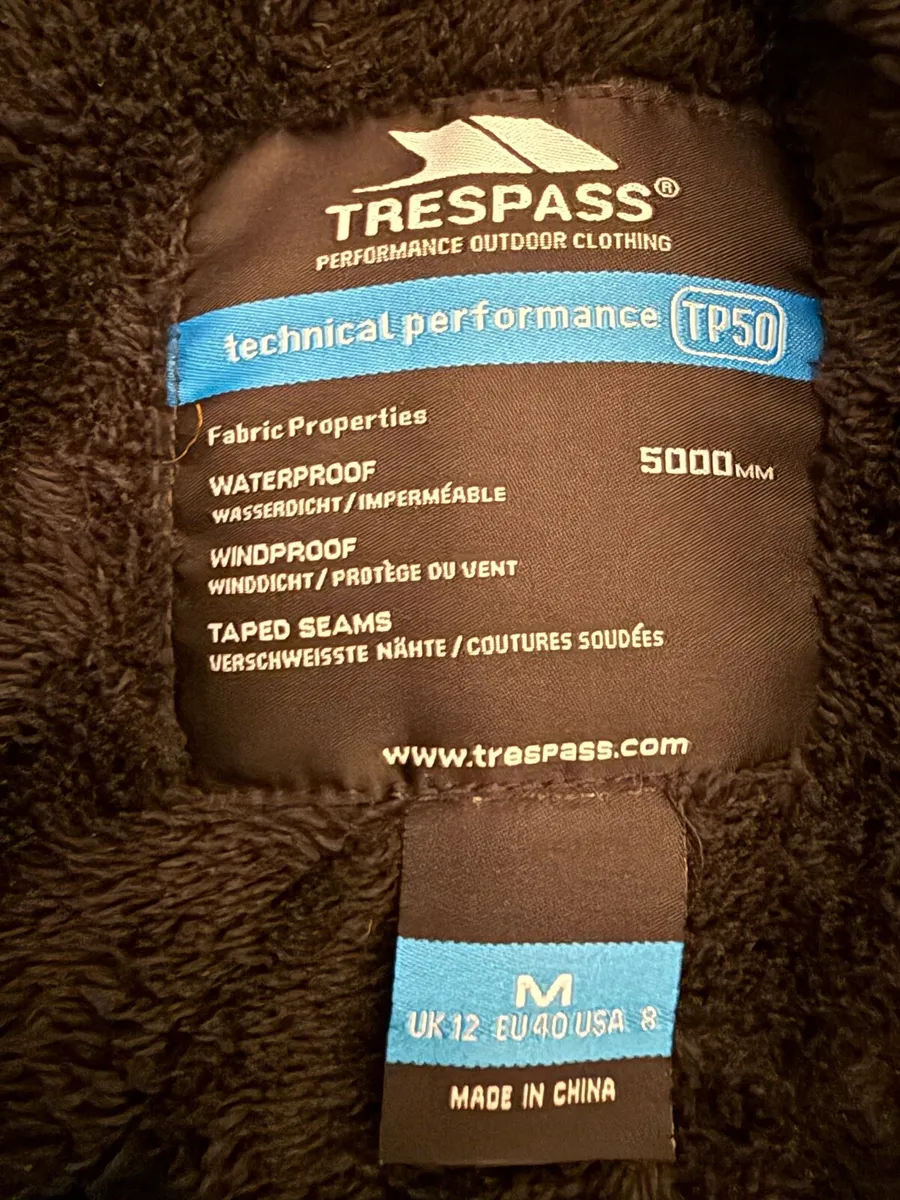 TRESPASS®
PERFORMANCE OUTDOOR CLOTHING
technical performance TP50
Fabric Properties
WATERPROOF 5000MM
WASSERDICHT/IMPERMÉABLE
WINDPROOF
WINDDICHT/PROTÈGE DU VENT
TAPED SEAMS
VERSCHWEISSTE NÄHTE/COUTURES SOUDÉES
www.trespass.com
M
UK 12 EU 40 USA 8
MADE IN CHINA